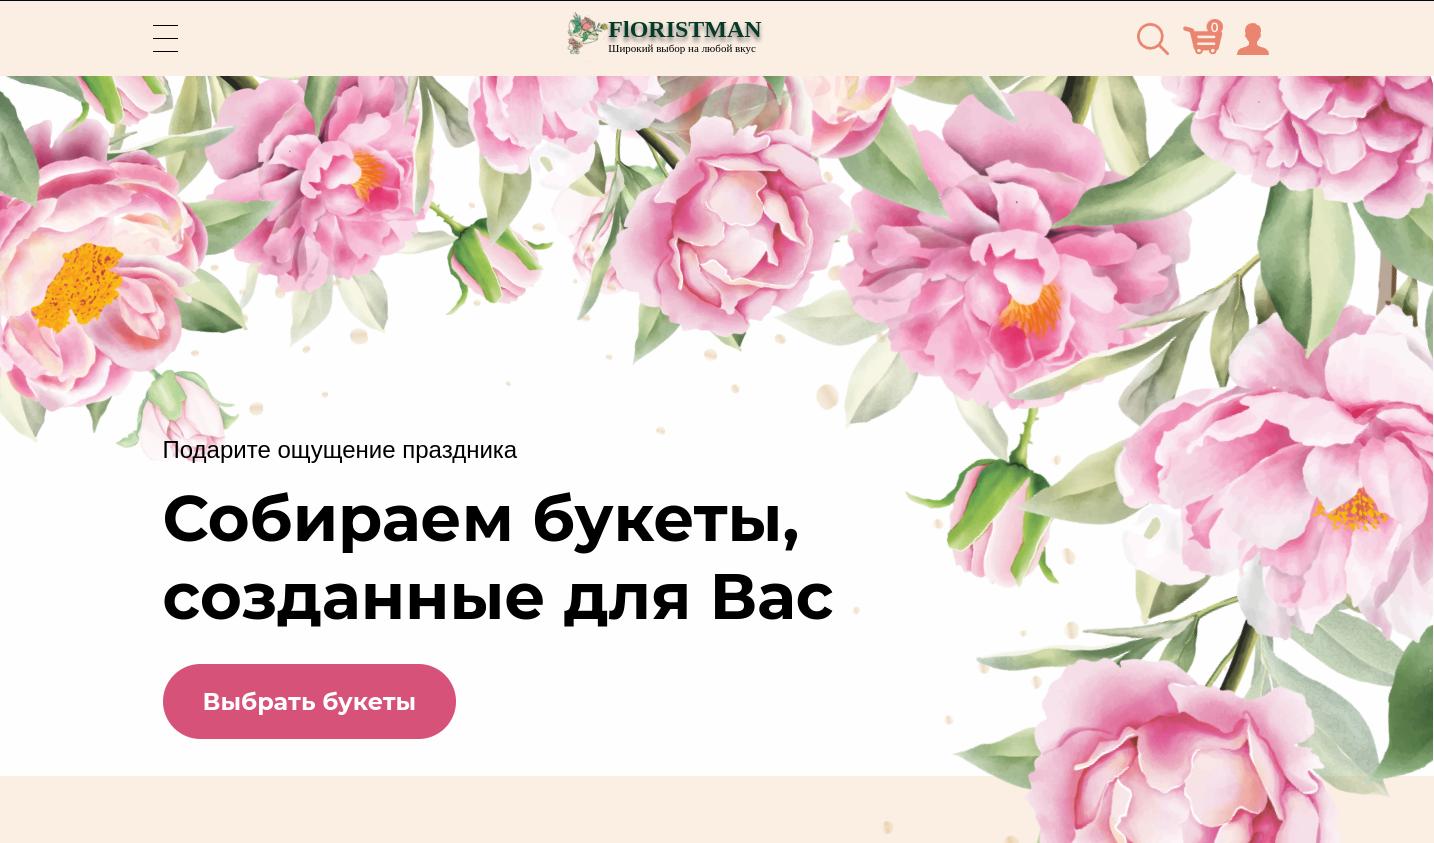 FlORISTMAN
Широкий выбор на любой вкус
0
Подарите ощущение праздника
Собираем букеты,
созданные для Вас
Выбрать букеты